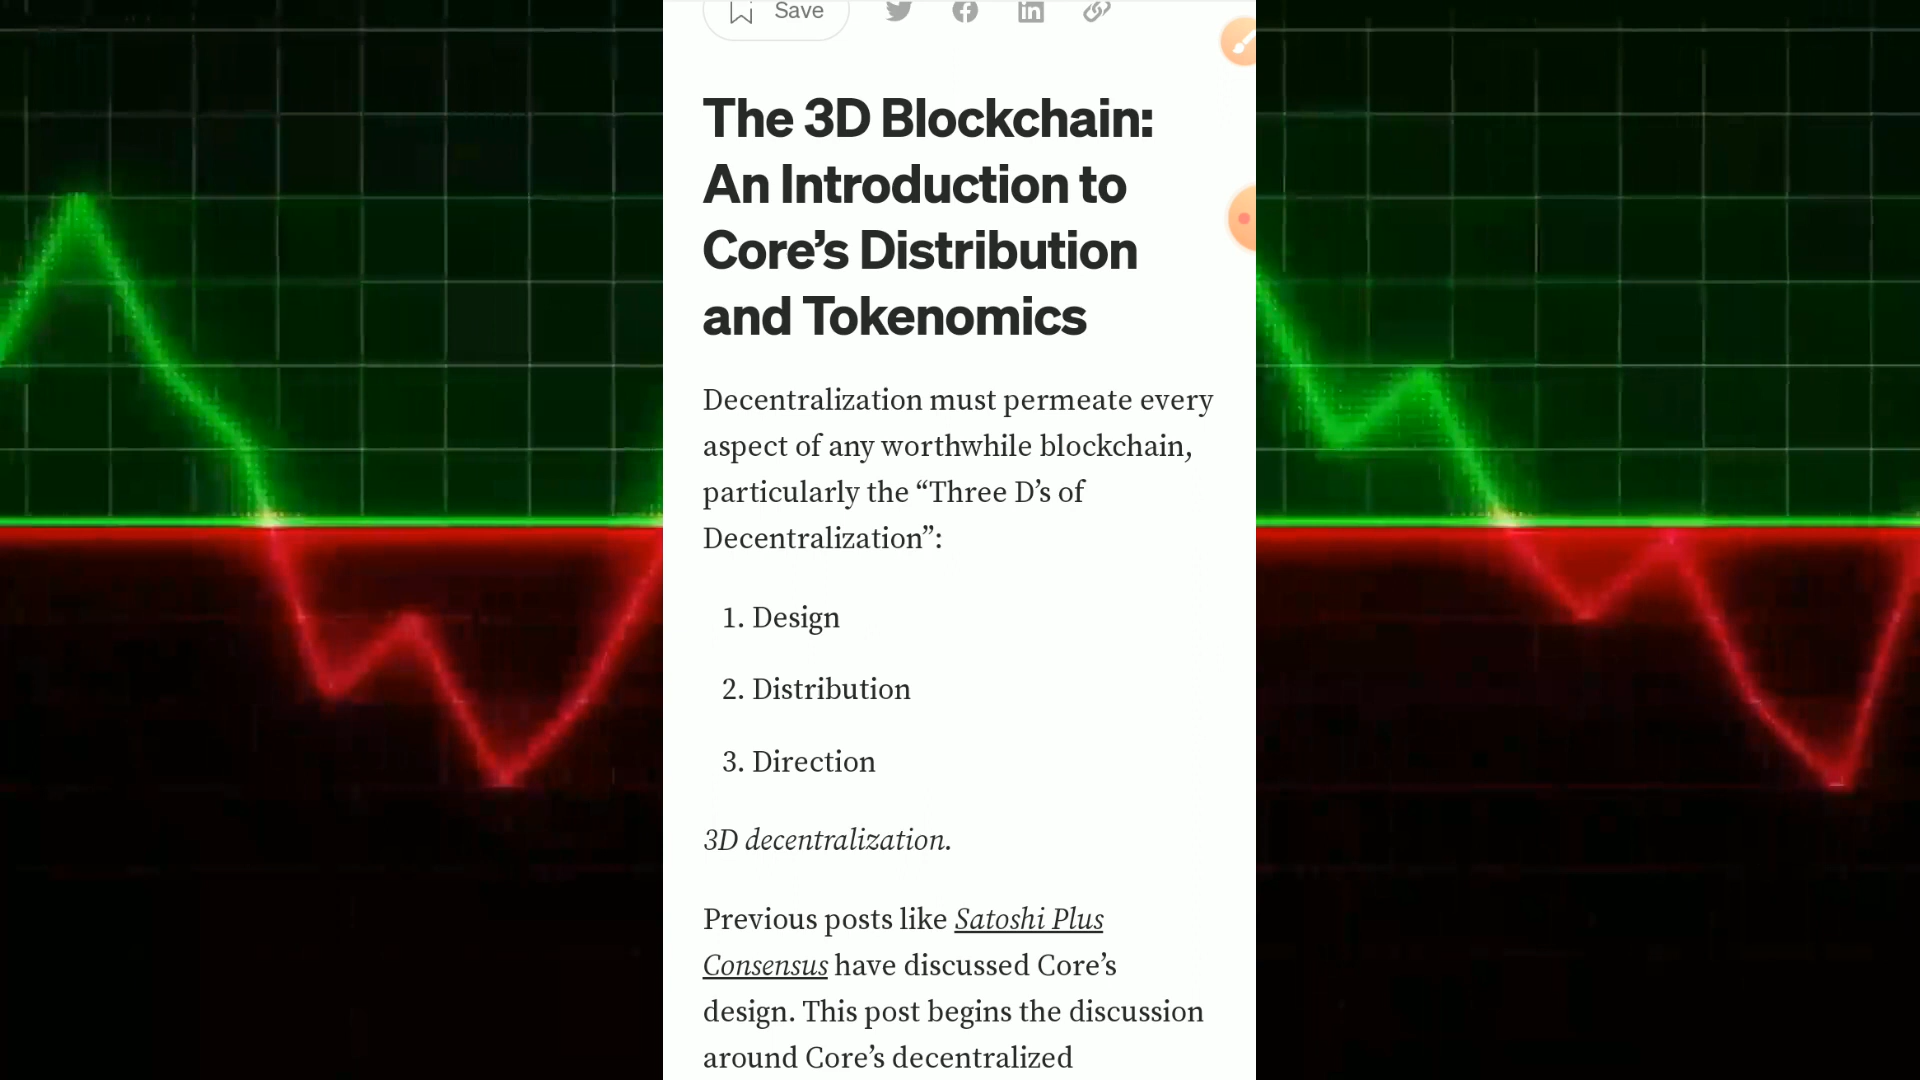 Save
The 3D Blockchain:
An Introduction to
Core’s Distribution
and Tokenomics
Decentralization must permeate every
aspect of any worthwhile blockchain,
particularly the “Three D’s of
Decentralization”:
1. Design
2. Distribution
3. Direction
3D decentralization.
Previous posts like Satoshi Plus
Consensus have discussed Core’s
design. This post begins the discussion
around Core’s decentralized